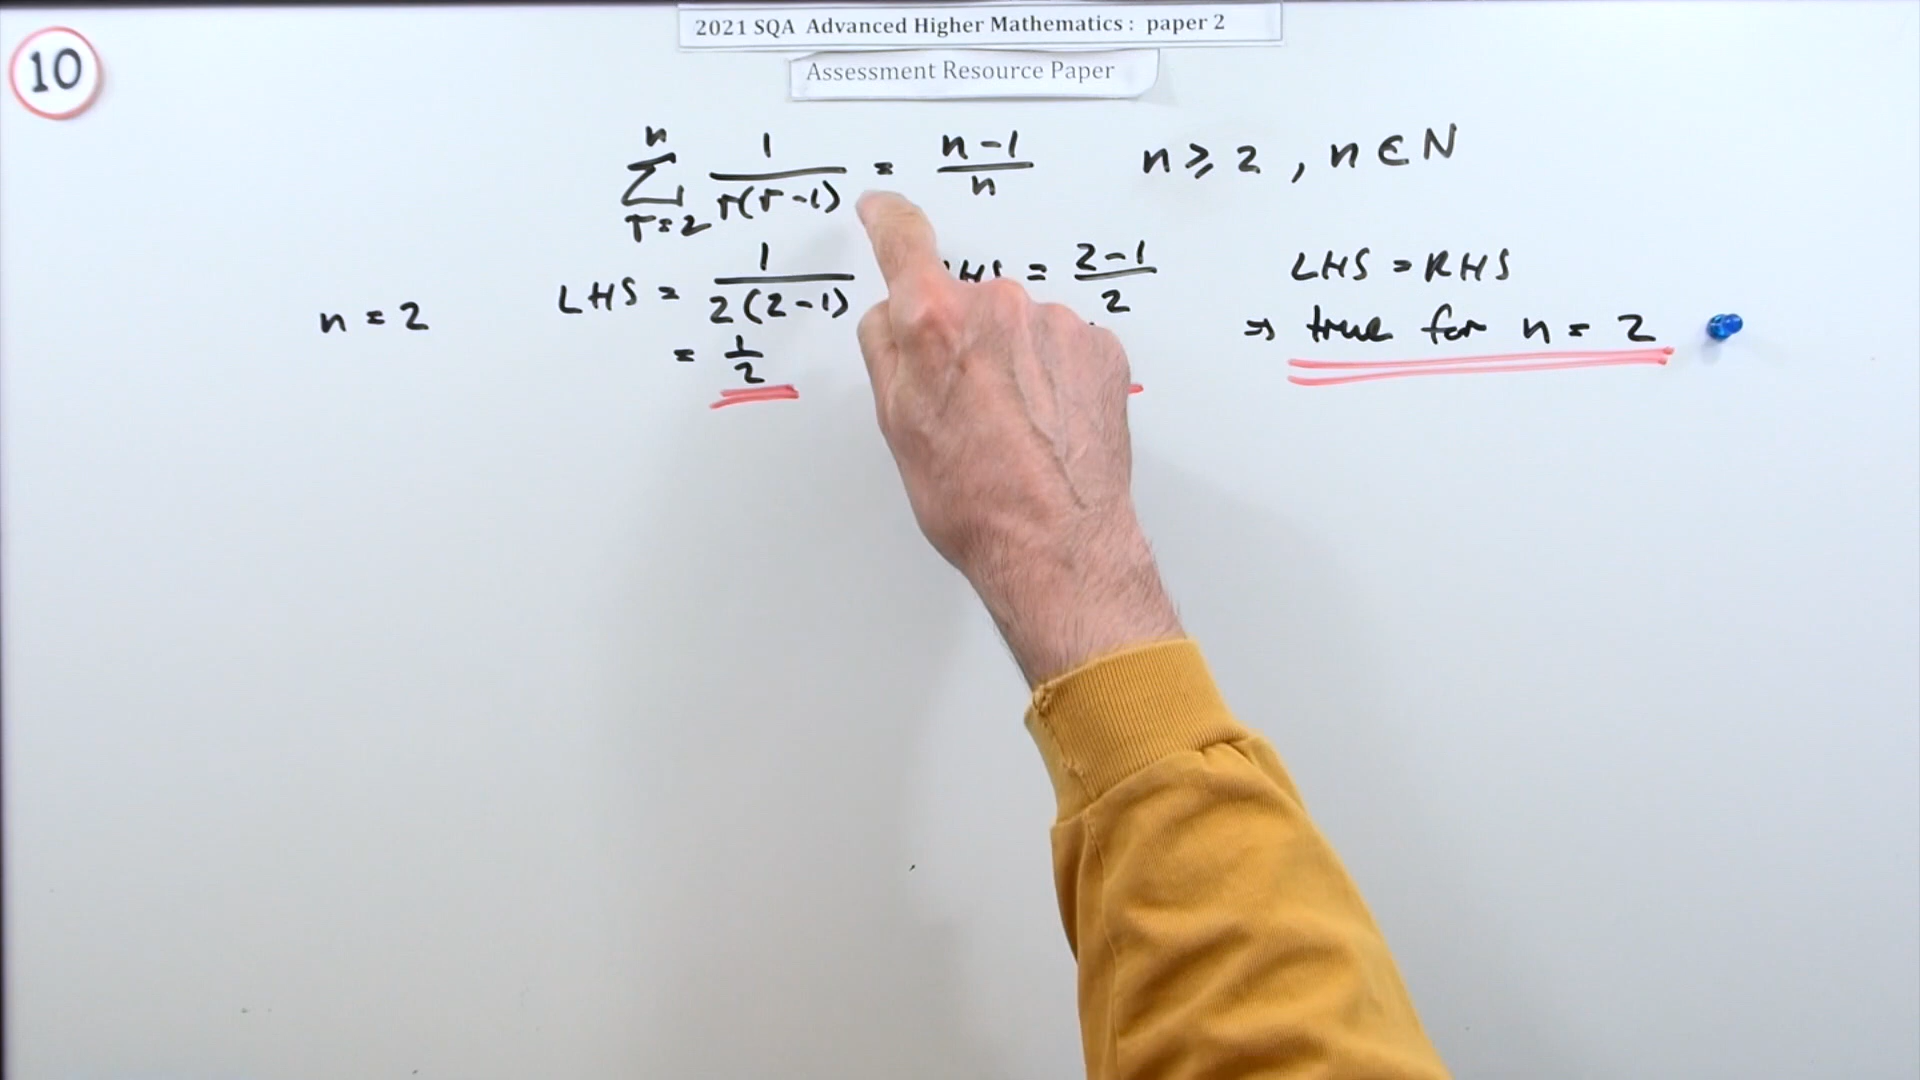 2021 SQA Advanced Higher Mathematics : paper 2
Assessment Resource Paper
10
n
∑ 1/r(r-1) = n-1/n n ⩾ 2 , n ∈ N
r=2
n = 2 LHS = 1/2(2-1) = 2-1/2 LHS = RHS
= 1/2 ⇒ true for n = 2